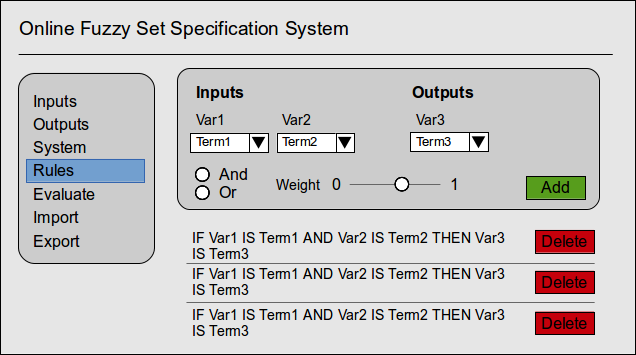 Online Fuzzy Set Specification System
Inputs
Outputs
System
Rules
Evaluate
Import
Export
Inputs Outputs
Var1 Var2 Var3
Term1 Term2 Term3
And
Or
Weight 0 1
Add
IF Var1 IS Term1 AND Var2 IS Term2 THEN Var3
IS Term3
Delete
IF Var1 IS Term1 AND Var2 IS Term2 THEN Var3
IS Term3
Delete
IF Var1 IS Term1 AND Var2 IS Term2 THEN Var3
IS Term3
Delete